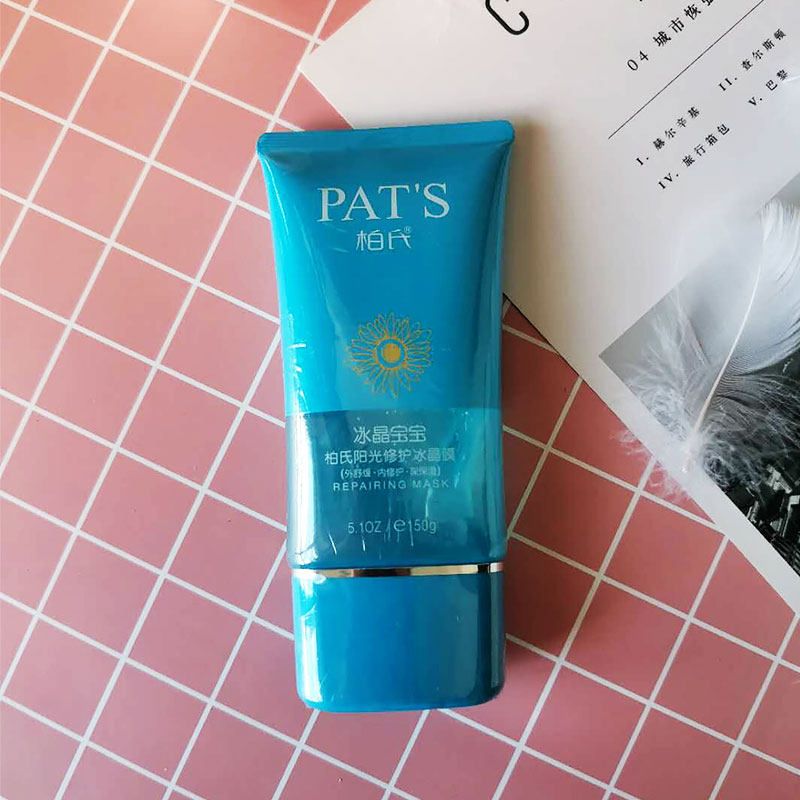 PAT'S
柏氏®
冰晶宝宝
柏氏阳光修护冰晶膜
(外舒缓·内修护·深保湿)
REPAIRING MASK
5.1OZ / ℮150g
C
04 城市恢弘
I. 赫尔辛基
II. 查尔斯顿
IV. 旅行箱包
V. 巴黎